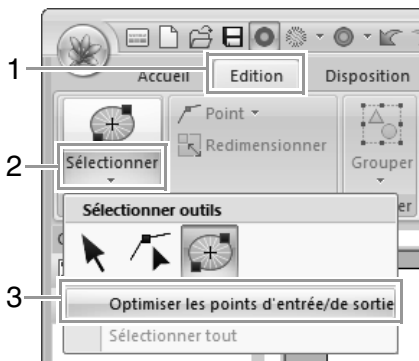 1
Accueil Edition Disposition
Point
Redimensionner
2
Sélectionner
Grouper
er
Sélectionner outils
3
Optimiser les points d'entrée/de sortie
Sélectionner tout